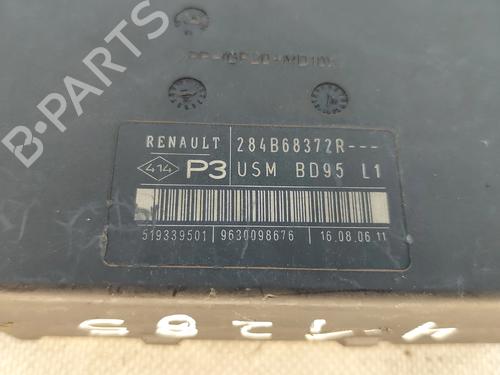 RENAULT 284B68372R---
414 P3 USM BD95 L1
519339501 9630098676 16.08.06 11
B-PARTS